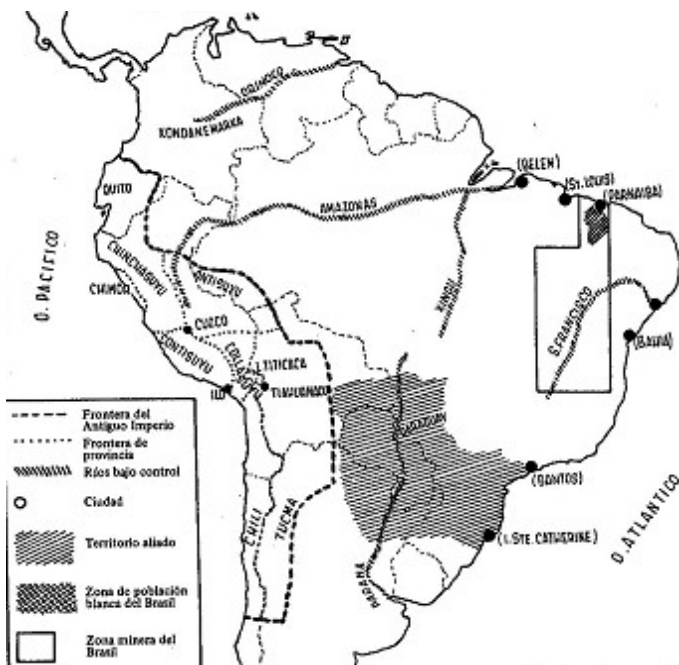 ORINOCO
KONDANEMARKA
QUITO
(BELEM)
(ST. LOUIS)
(PARNAIBA)
AMAZONAS
CHINCHASUYU
ANTISUYU
CHIMOR
O. PACIFICO
XINGU
S. FRANCISCO
CUZCO
CONTISUYU
COLLASUYU
L. TITICACA
TIAHUANACO
ILO
(BAHIA)
PARAGUAY
(SANTOS)
CHILI
TUCMA
(I. STE. CATHERINE)
O. ATLANTICO
PARANA
Frontera del
Antiguo Imperio
Frontera de
provincia
Ríos bajo control
Ciudad
Territorio aliado
Zona de población
blanca del Brasil
Zona minera del
Brasil